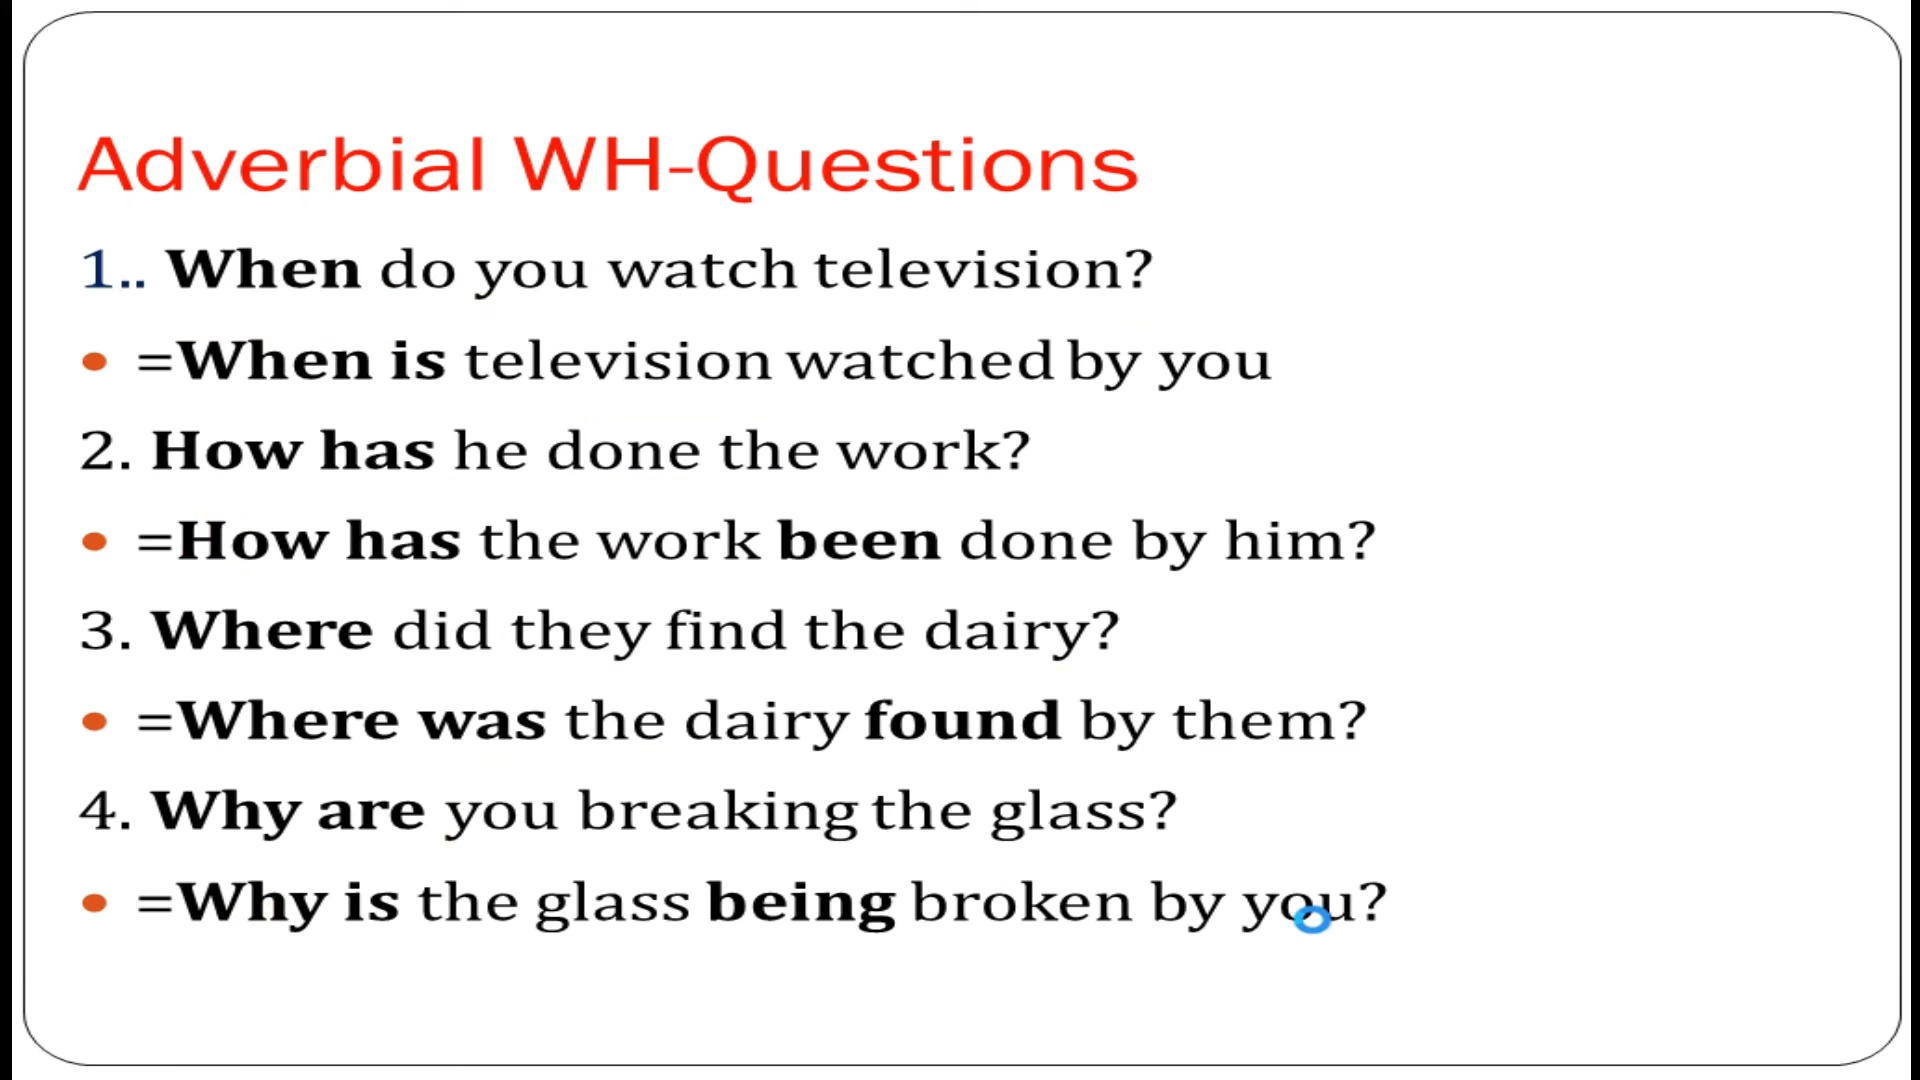 Adverbial WH-Questions
1.. When do you watch television?
• =When is television watched by you
2. How has he done the work?
• =How has the work been done by him?
3. Where did they find the dairy?
• =Where was the dairy found by them?
4. Why are you breaking the glass?
• =Why is the glass being broken by you?